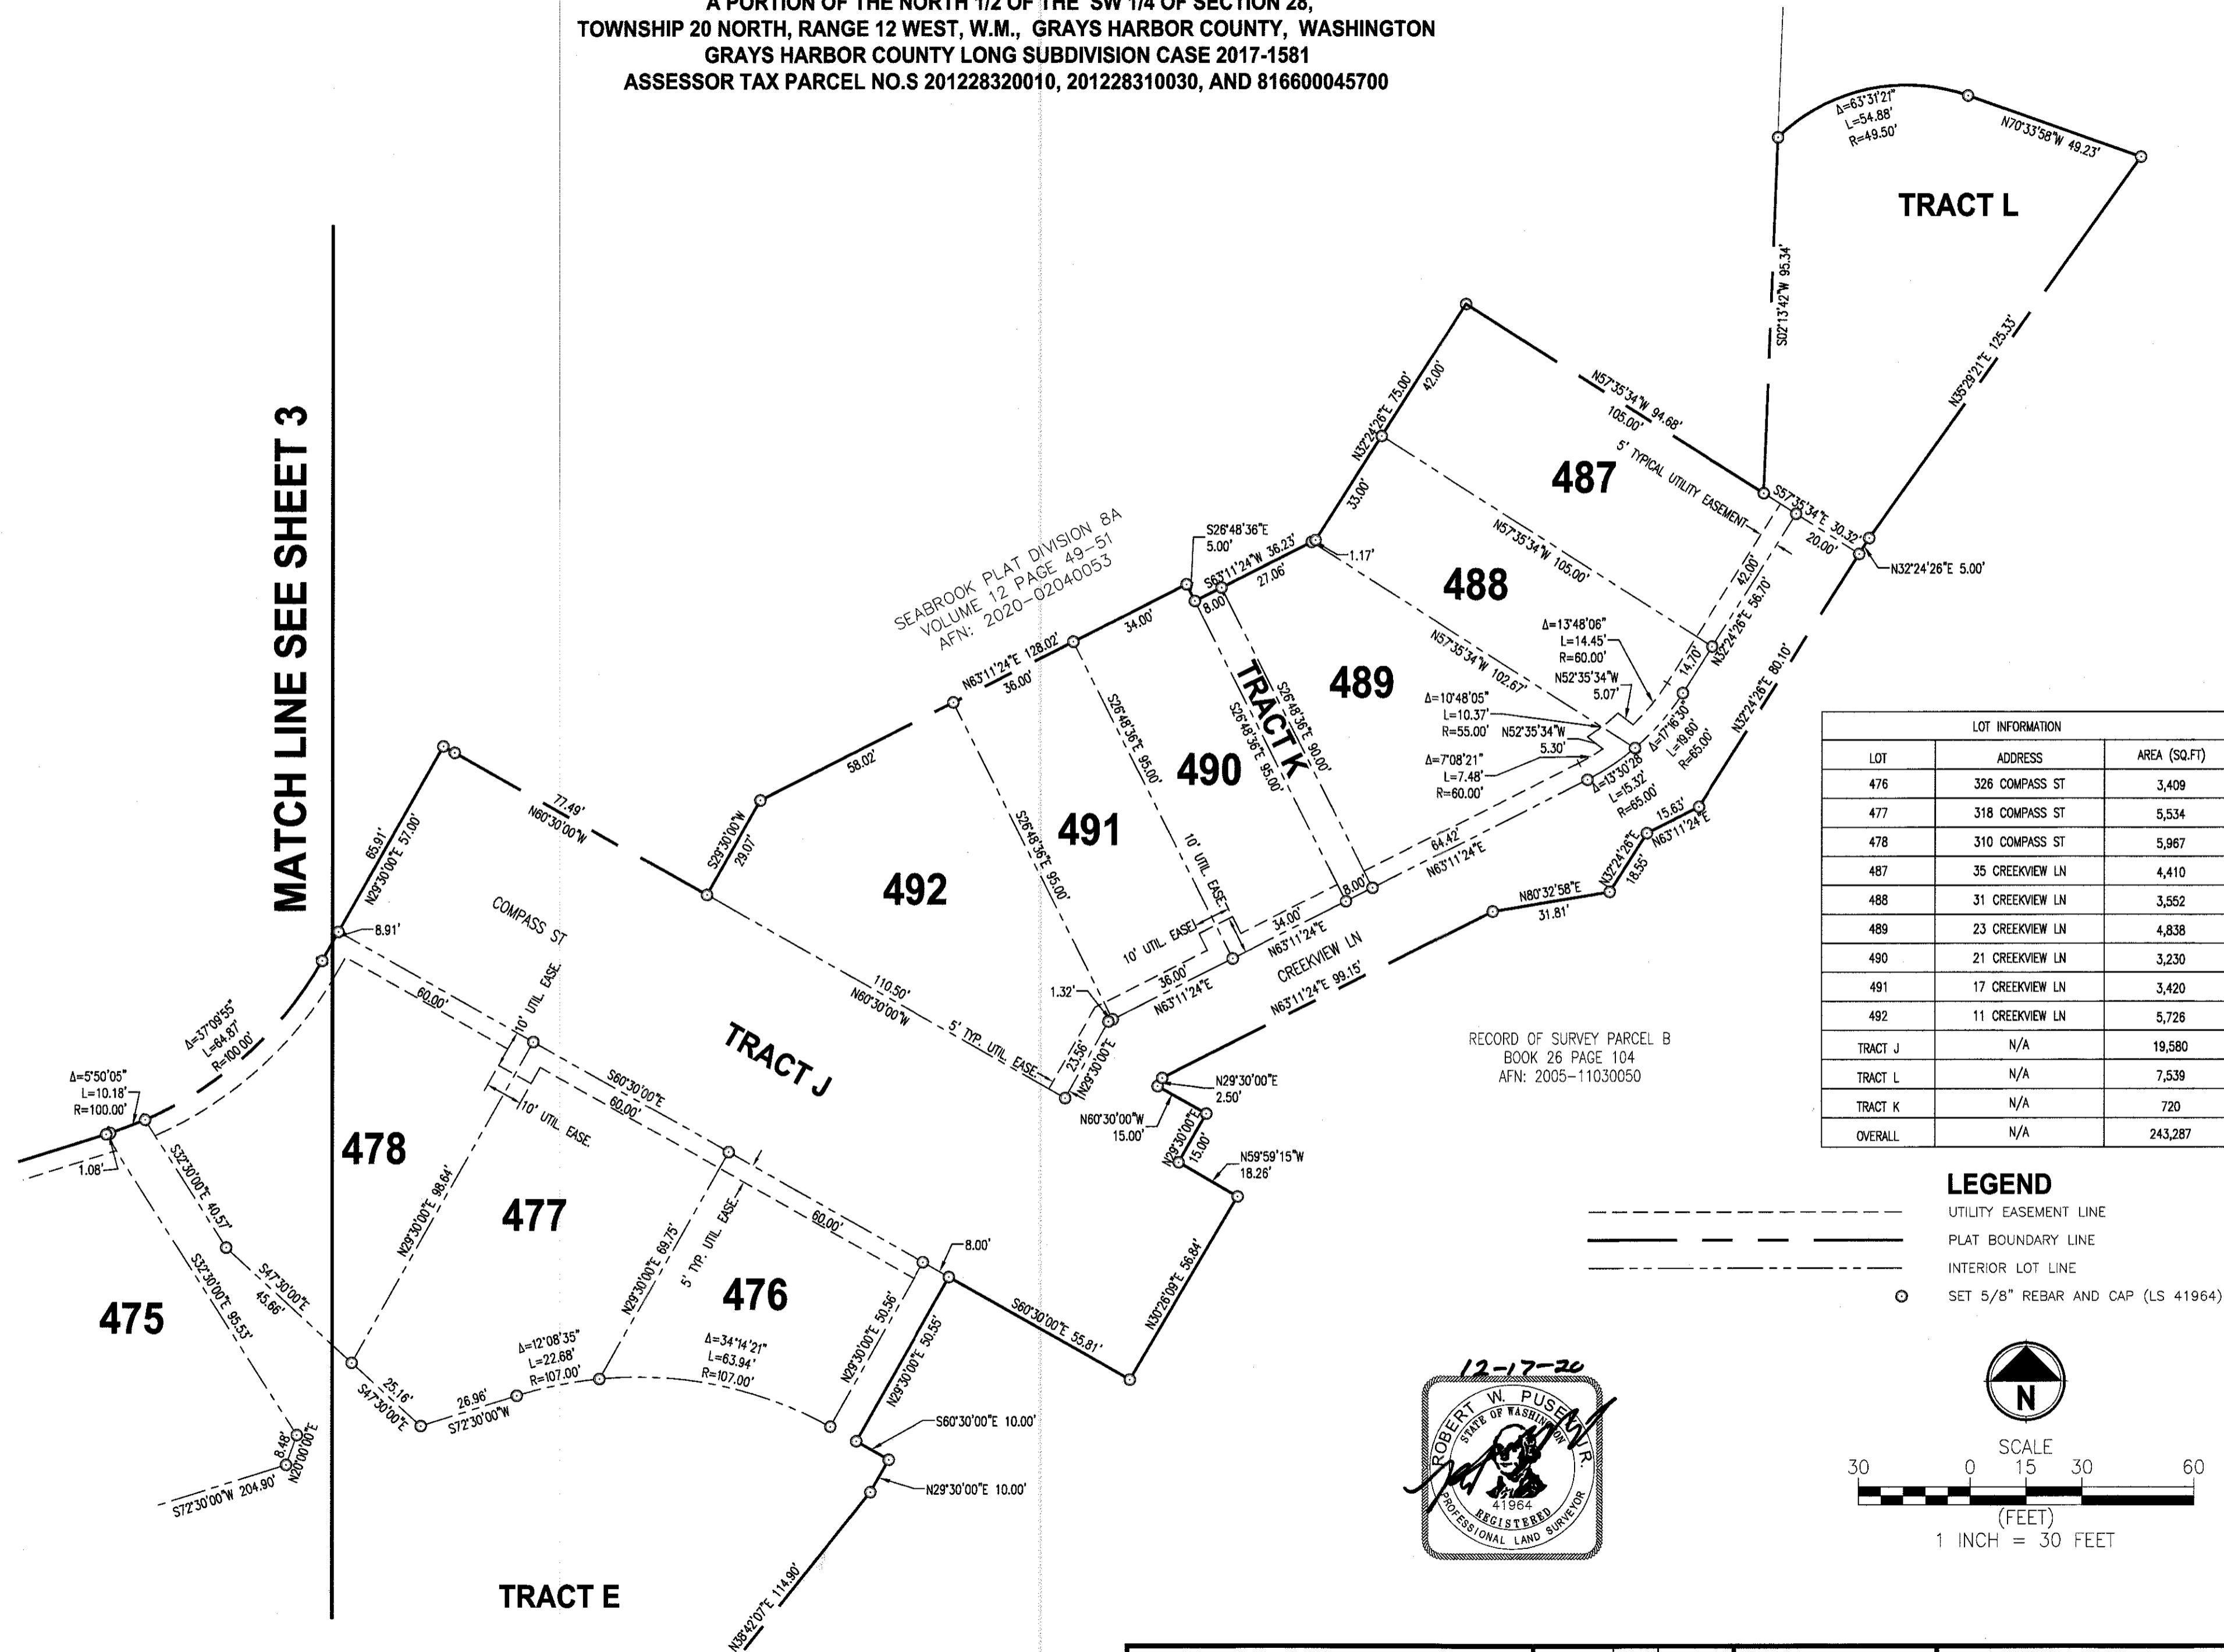 A PORTION OF THE NORTH 1/2 OF THE SW 1/4 OF SECTION 28,
TOWNSHIP 20 NORTH, RANGE 12 WEST, W.M., GRAYS HARBOR COUNTY, WASHINGTON
GRAYS HARBOR COUNTY LONG SUBDIVISION CASE 2017-1581
ASSESSOR TAX PARCEL NO.S 201228320010, 201228310030, AND 816600045700
Δ=63°31'21"
L=54.88'
R=49.50'
N70°33'58"W 49.23'
TRACT L
S02°13'42"W 95.34'
N35°29'21"E 125.33'
MATCH LINE SEE SHEET 3
N57°35'34"W 94.68'
105.00'
42.00'
N32°24'26"E 75.00'
33.00'
487
5' TYPICAL UTILITY EASEMENT
S57°35'34"E 30.32'
20.00'
N32°24'26"E 5.00'
SEABROOK PLAT DIVISION 8A
VOLUME 12 PAGE 49-51
AFN: 2020-02040053
S26°48'36"E
5.00'
S63°11'24"W 36.23'
27.06'
8.00'
1.17'
488
N57°35'34"W 105.00'
42.00'
N32°24'26"E 56.70'
14.70'
N32°24'26"E 80.10'
34.00'
N63°11'24"E 128.02'
36.00'
58.02'
TRACT K
S26°48'36"E 90.00'
S26°48'36"E 95.00'
489
N57°35'34"W 102.67'
Δ=13°48'06"
L=14.45'
R=60.00'
N52°35'34"W
5.07'
Δ=10°48'05"
L=10.37'
R=55.00'
N52°35'34"W
5.30'
Δ=7°08'21"
L=7.48'
R=60.00'
Δ=17°16'30"
L=19.60'
R=65.00'
Δ=13°30'28"
L=15.32'
R=65.00'
15.63'
N63°11'24"E
N32°24'26"E
18.55'
N80°32'58"E
31.81'
490
S26°48'36"E 95.00'
491
S26°48'36"E 95.00'
492
10' UTIL. EASE.
10' UTIL. EASE.
64.42'
N63°11'24"E
8.00'
34.00'
N63°11'24"E
36.00'
N63°11'24"E
CREEKVIEW LN
N63°11'24"E 99.15'
1.32'
23.56'
N29°30'00"E
5' TYP. UTIL. EASE.
77.49'
N60°30'00"W
S29°30'00"W
29.07'
110.50'
N60°30'00"W
65.91'
N29°30'00"E 57.00'
8.91'
COMPASS ST
10' UTIL. EASE.
60.00'
TRACT J
Δ=37°09'55"
L=64.87'
R=100.00'
Δ=5°50'05"
L=10.18'
R=100.00'
1.08'
S60°30'00"E
60.00'
10' UTIL. EASE.
478
S32°30'00"E 40.57'
S32°30'00"E 95.53'
S47°30'00"E
45.66'
N29°30'00"E 98.64'
477
N29°30'00"E 69.75'
5' TYP. UTIL. EASE.
60.00'
8.00'
476
475
Δ=12°08'35"
L=22.68'
R=107.00'
Δ=34°14'21"
L=63.94'
R=107.00'
N29°30'00"E 50.56'
N29°30'00"E 50.55'
S60°30'00"E 55.81'
N30°26'09"E 56.84'
N29°30'00"E
2.50'
N60°30'00"W
15.00'
N29°30'00"E
15.00'
N59°59'15"W
18.26'
25.16'
S47°30'00"E
26.96'
S72°30'00"W
8.48'
N20°00'00"E
S72°30'00"W 204.90'
S60°30'00"E 10.00'
N29°30'00"E 10.00'
N38°42'07"E 114.90'
TRACT E
RECORD OF SURVEY PARCEL B
BOOK 26 PAGE 104
AFN: 2005-11030050
LOT INFORMATION
LOT ADDRESS AREA (SQ.FT)
476 326 COMPASS ST 3,409
477 318 COMPASS ST 5,534
478 310 COMPASS ST 5,967
487 35 CREEKVIEW LN 4,410
488 31 CREEKVIEW LN 3,552
489 23 CREEKVIEW LN 4,838
490 21 CREEKVIEW LN 3,230
491 17 CREEKVIEW LN 3,420
492 11 CREEKVIEW LN 5,726
TRACT J N/A 19,580
TRACT L N/A 7,539
TRACT K N/A 720
OVERALL N/A 243,287
LEGEND
UTILITY EASEMENT LINE
PLAT BOUNDARY LINE
INTERIOR LOT LINE
SET 5/8" REBAR AND CAP (LS 41964)
12-17-20
ROBERT W. PUSEY JR.
STATE OF WASHINGTON
41964
REGISTERED
PROFESSIONAL LAND SURVEYOR
N
SCALE
30 0 15 30 60
(FEET)
1 INCH = 30 FEET